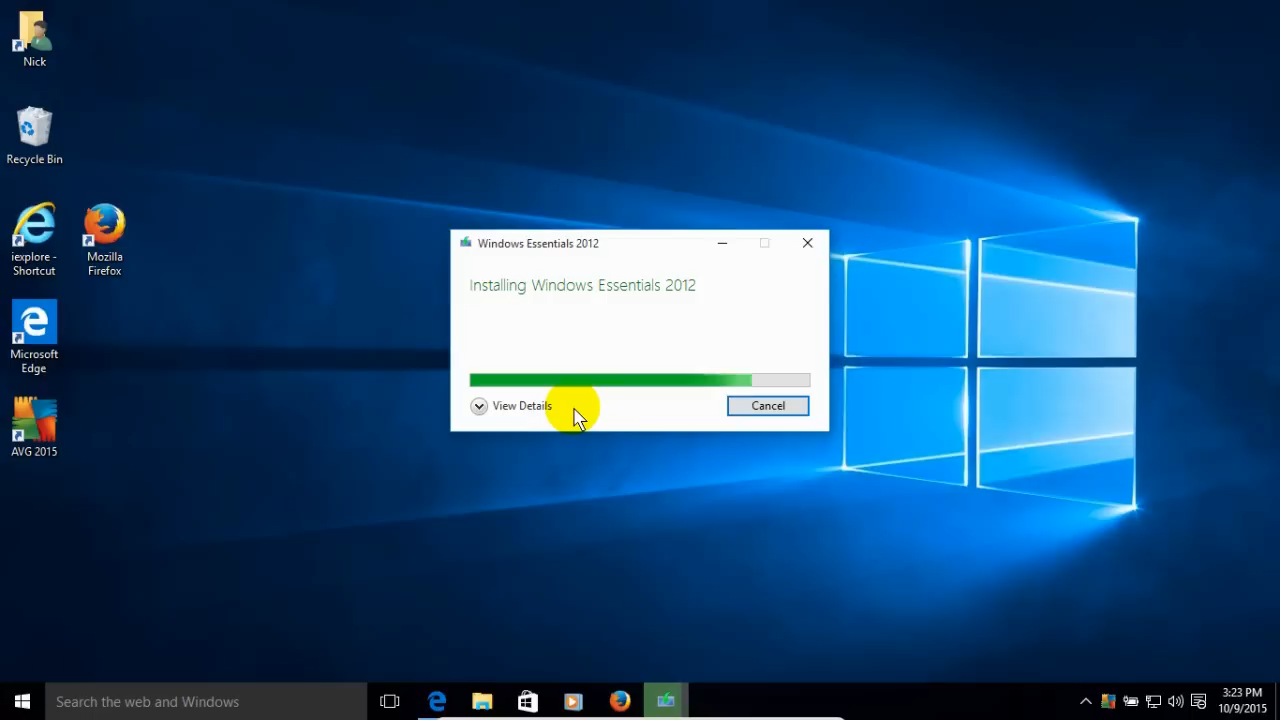 Nick
Recycle Bin
iexplore -
Shortcut
Mozilla
Firefox
Microsoft
Edge
AVG 2015
Windows Essentials 2012
Installing Windows Essentials 2012
View Details
Cancel
Search the web and Windows
3:23 PM
10/9/2015